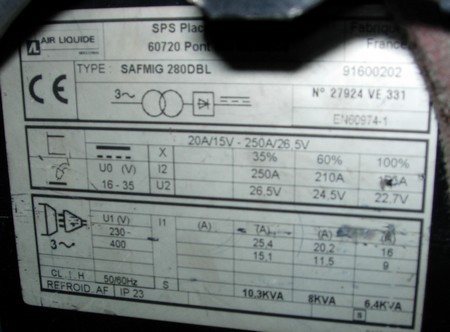 AIR LIQUIDE SPS Plac Fabriqu
60720 Pont France
TYPE : SAFMIG 280DBL 91600202
CE
3~ N° 27924 VE 331
EN60974-1
20A/15V - 250A/26,5V
X 35% 60% 100%
U0 (V) I2 250A 210A
16 - 35 U2 26,5V 24,5V 22.7V
U1 (V) I1 (A) (A)
3~ 230 25,4 20,2 16
400 15,1 11,5 9
CL : H 50/60Hz S 10,3KVA 8KVA 6,4KVA
REFROID. AF IP 23 S